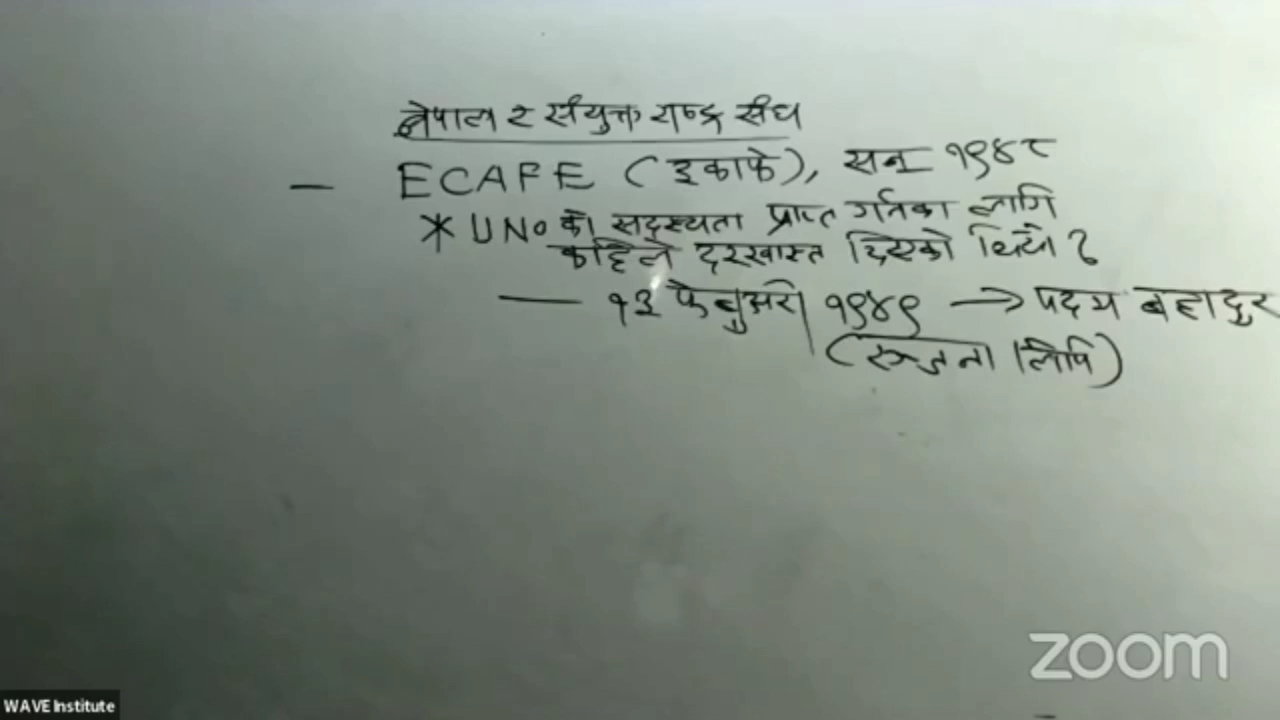 नेपाल र संयुक्त राष्ट्र संघ
— ECAFE (इकाफे), सन् १९४८
* UNO को सदस्यता प्राप्त गर्नका लागि
कहिले दरखास्त दिएको थियो ?
— १३ फेब्रुअरी १९४९ → पदम बहादुर
(रञ्जना लिपि)
zoom
WAVE Institute